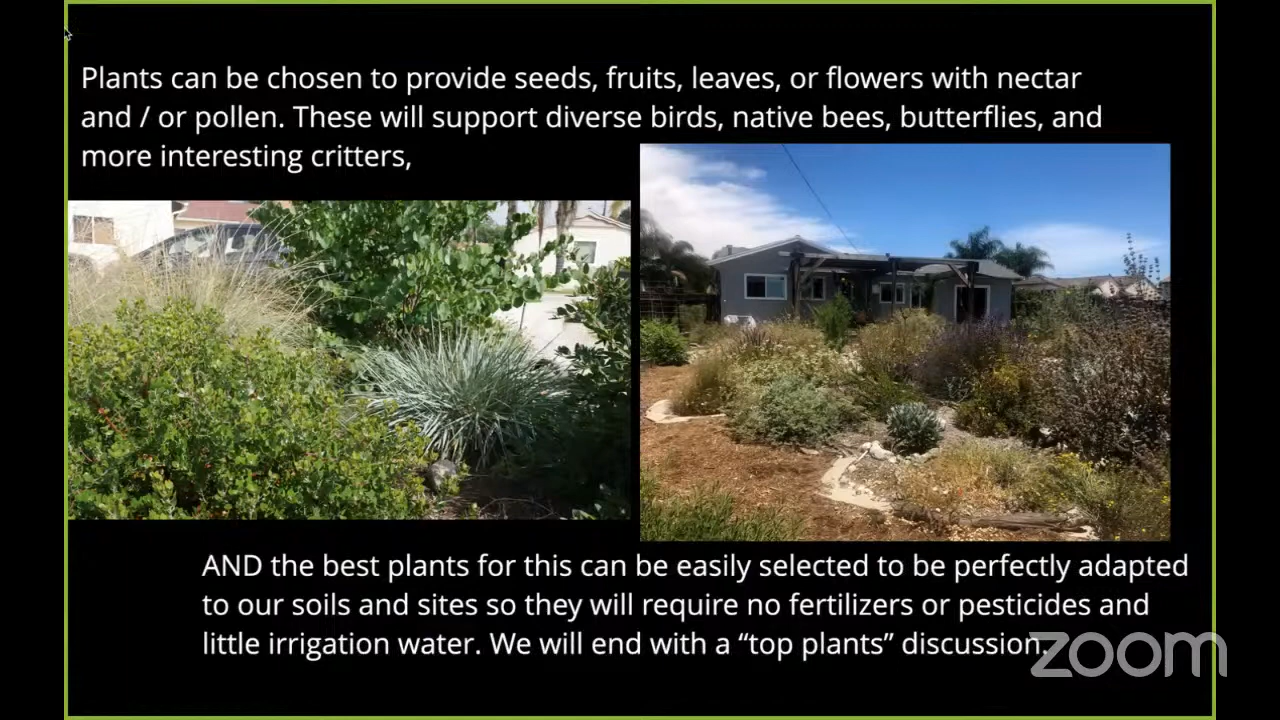 Plants can be chosen to provide seeds, fruits, leaves, or flowers with nectar
and / or pollen. These will support diverse birds, native bees, butterflies, and
more interesting critters,
AND the best plants for this can be easily selected to be perfectly adapted
to our soils and sites so they will require no fertilizers or pesticides and
little irrigation water. We will end with a “top plants” discussion.
zoom